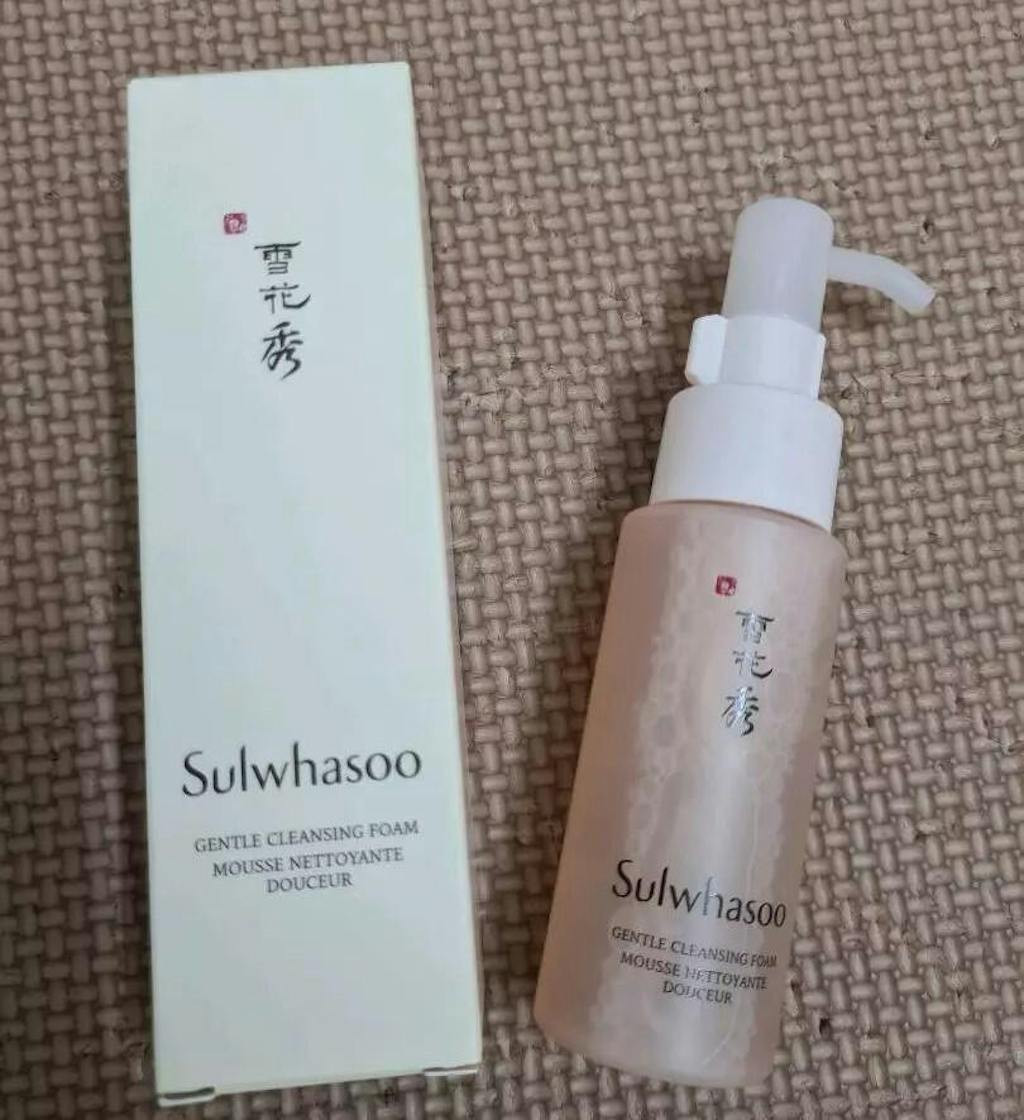 雪
花
秀
Sulwhasoo
GENTLE CLEANSING FOAM
MOUSSE NETTOYANTE
DOUCEUR
雪
花
秀
Sulwhasoo
GENTLE CLEANSING FOAM
MOUSSE NETTOYANTE
DOUCEUR